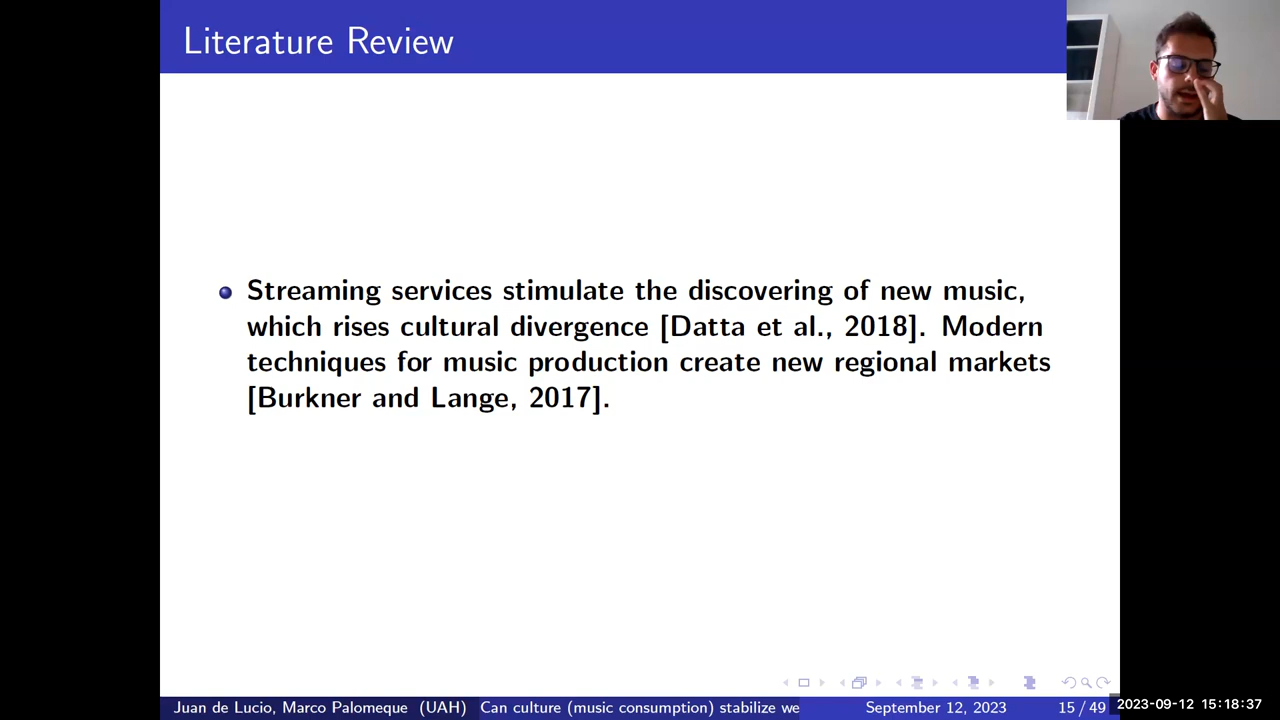 Literature Review
Streaming services stimulate the discovering of new music,
which rises cultural divergence [Datta et al., 2018]. Modern
techniques for music production create new regional markets
[Burkner and Lange, 2017].
Juan de Lucio, Marco Palomeque (UAH) Can culture (music consumption) stabilize we September 12, 2023 15 / 49
2023-09-12 15:18:37